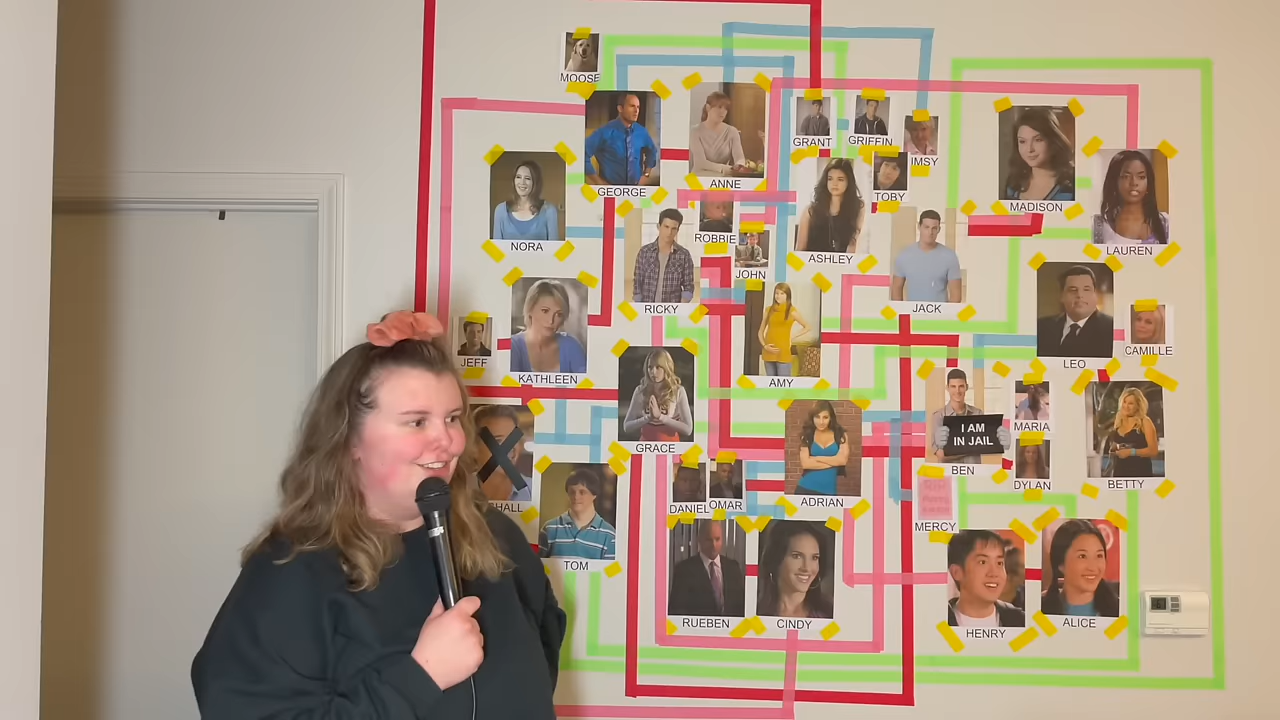 MOOSE
GEORGE
ANNE
GRANT
GRIFFIN
IMSY
TOBY
MADISON
LAUREN
NORA
ROBBIE
JOHN
ASHLEY
RICKY
JACK
JEFF
KATHLEEN
AMY
LEO
CAMILLE
GRACE
I AM
IN JAIL
BEN
MARIA
DYLAN
BETTY
HALL
DANIEL
OMAR
ADRIAN
MERCY
TOM
RUEBEN
CINDY
HENRY
ALICE